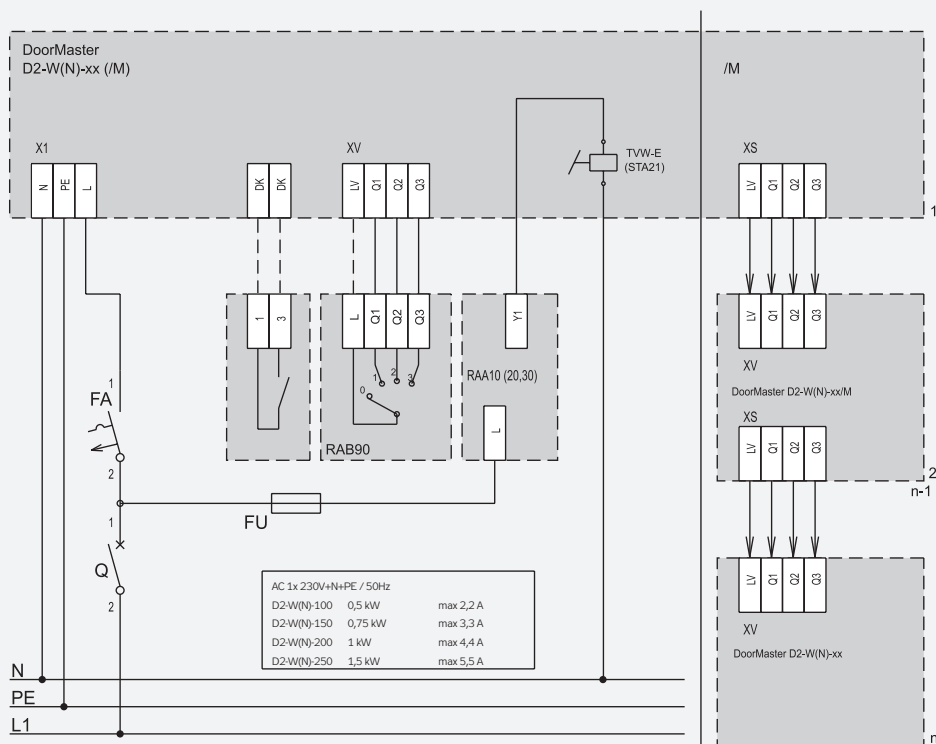 DoorMaster
D2-W(N)-xx (/M)
/M
X1
XV
TVW-E
(STA21)
XS
N
PE
L
DK
DK
LV
Q1
Q2
Q3
LV
Q1
Q2
Q3
1
1
3
L
Q1
Q2
Q3
Y1
LV
Q1
Q2
Q3
XV
0
1
2
3
RAA10 (20,30)
DoorMaster D2-W(N)-xx/M
1
FA
2
RAB90
L
XS
LV
Q1
Q2
Q3
2
n-1
FU
1
Q
2
AC 1x 230V+N+PE / 50Hz
D2-W(N)-100 0,5 kW max 2,2 A
D2-W(N)-150 0,75 kW max 3,3 A
D2-W(N)-200 1 kW max 4,4 A
D2-W(N)-250 1,5 kW max 5,5 A
LV
Q1
Q2
Q3
XV
DoorMaster D2-W(N)-xx
N
PE
L1
n